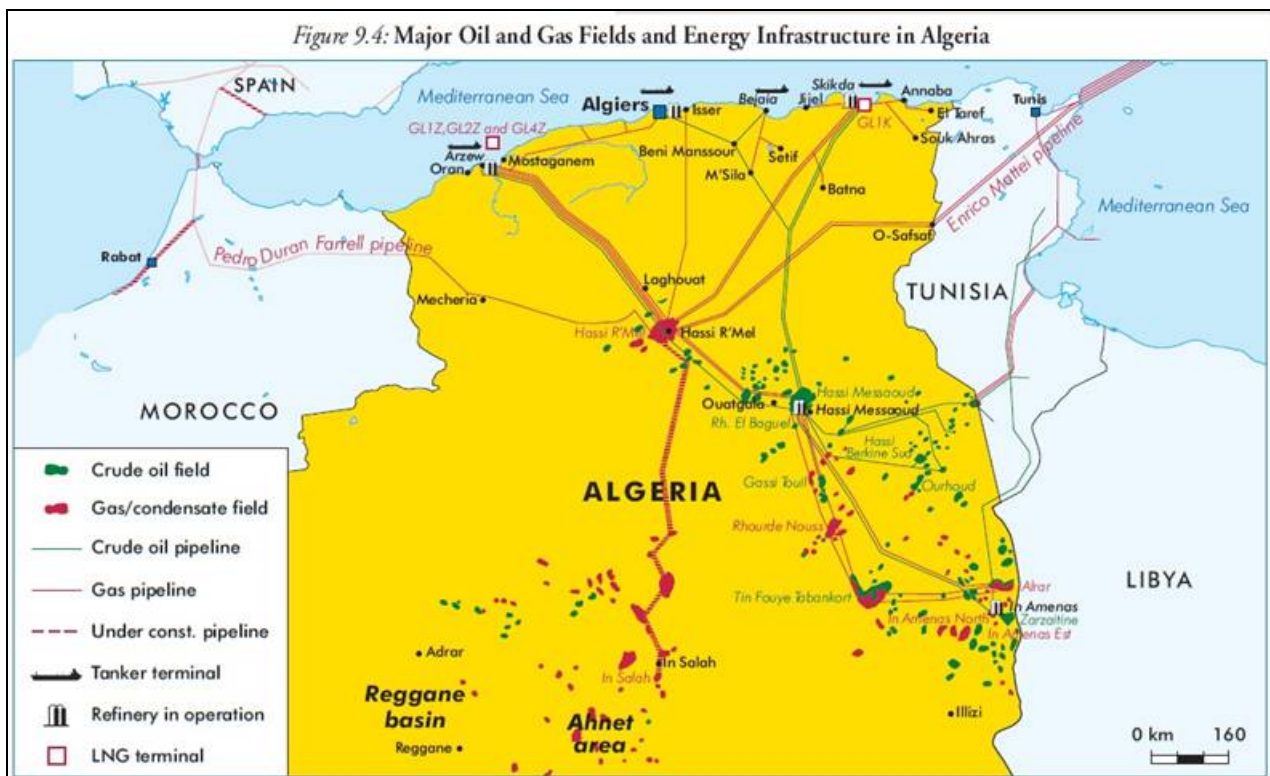 Figure 9.4: Major Oil and Gas Fields and Energy Infrastructure in Algeria
SPAIN
Mediterranean Sea
Algiers
Isser
Bejaia
Jijel
Skikda
Annaba
El Taref
Tunis
GL1Z,GL2Z and GL4Z
GL1K
Souk Ahras
Arzew
Mostaganem
Oran
Beni Manssour
Setif
M'Sila
Batna
Enrico Mattei pipeline
Mediterranean Sea
O-Safsaf
Rabat
Pedro Duran Farrell pipeline
Laghouat
TUNISIA
Mecheria
Hassi R'Mel
Hassi R'Mel
MOROCCO
Ouargala
Hassi Messaoud
Hassi Messaoud
Rh. El Baguel
Hassi
Berkine Sud
ALGERIA
Gassi Touil
Ourhoud
Rhourde Nouss
LIBYA
Tin Fouye Tabankort
Alrar
In Amenas
In Amenas North
Zarzaitine
In Amenas Est
Adrar
In Salah
In Salah
Reggane
basin
Ahnet
area
Illizi
Reggane
Crude oil field
Gas/condensate field
Crude oil pipeline
Gas pipeline
Under const. pipeline
Tanker terminal
Refinery in operation
LNG terminal
0 km 160